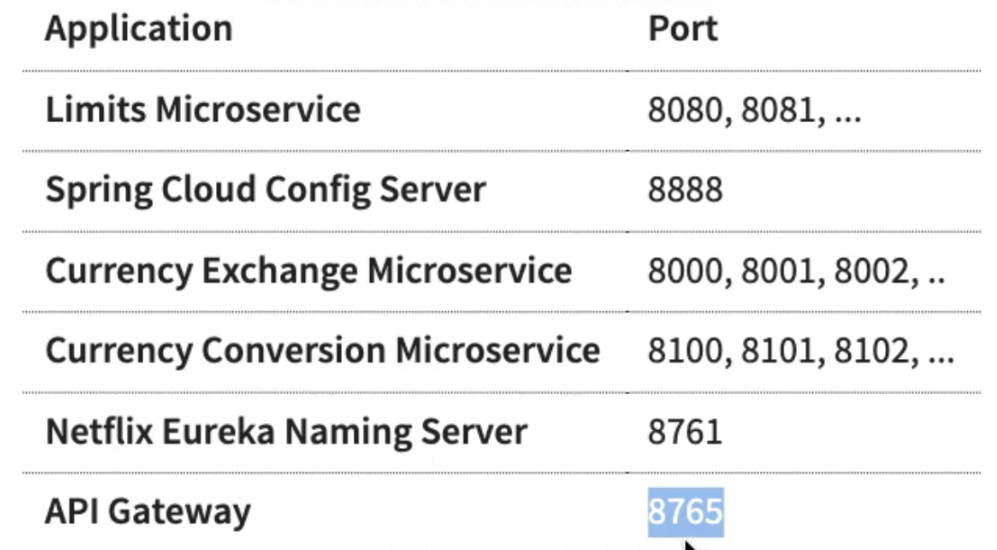 Application Port
Limits Microservice 8080, 8081, ...
Spring Cloud Config Server 8888
Currency Exchange Microservice 8000, 8001, 8002, ..
Currency Conversion Microservice 8100, 8101, 8102, ...
Netflix Eureka Naming Server 8761
API Gateway 8765